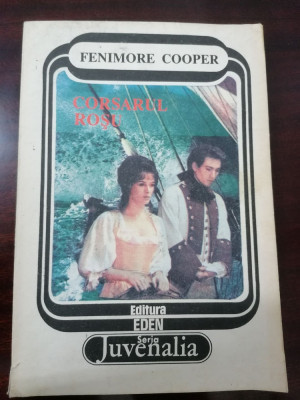 FENIMORE COOPER
CORSARUL
ROȘU
Editura
EDEN
Seria
Juvenalia